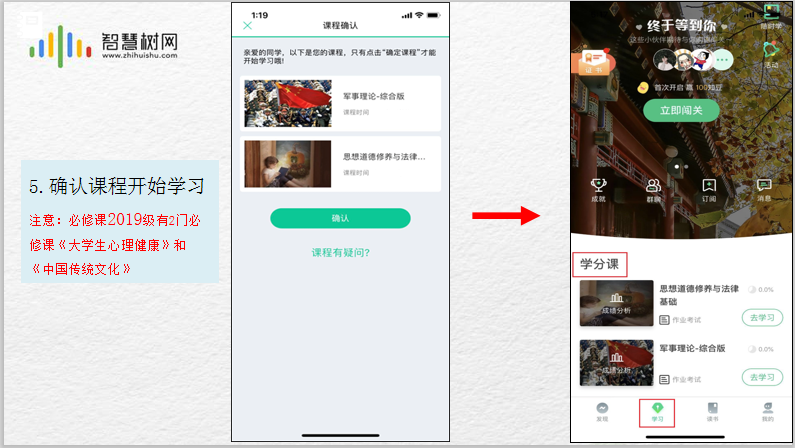 智慧树网
www.zhihuishu.com
5.确认课程开始学习
注意：必修课2019级有2门必
修课《大学生心理健康》和
《中国传统文化》
1:19
课程确认
亲爱的同学，以下是您的课程，只有点击“确定课程”才能
开始学习哦!
军事理论-综合版
课程时间
思想道德修养与法律...
课程时间
确认
课程有疑问?
终于等到你
随时学
证书
活动
首次开启 赢 100知豆
立即闯关
成就
群聊
订阅
消息
学分课
思想道德修养与法律
基础
0.0%
成绩分析
作业考试
去学习
军事理论-综合版
0.0%
成绩分析
作业考试
去学习
发现
学习
读书
我的